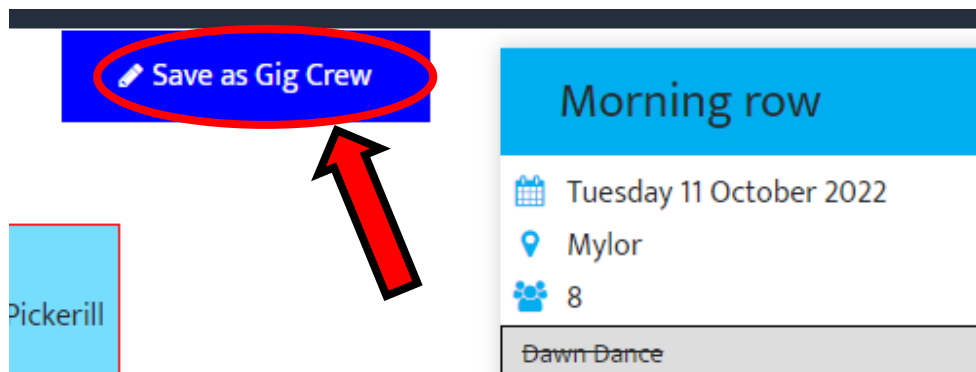 Save as Gig Crew
Morning row
Tuesday 11 October 2022
Mylor
8
Pickerill
Dawn Dance